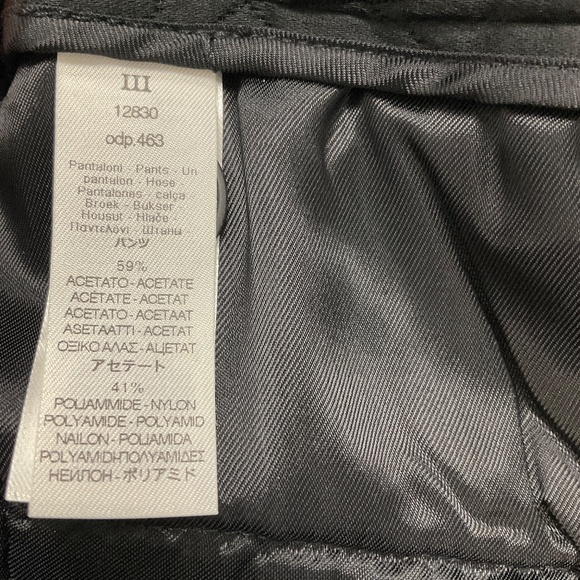 III
12830
odp.463
Pantaloni - Pants - Un
pantalon - Hose -
Pantalones - calça
Broek - Bukser
Housut - Hlače -
Παντελόνι - Штаны -
パンツ
59%
ACETATO - ACETATE
ACÉTATE - ACETAT
ACETATO - ACETAAT
ASETAATTI - ACETAT
ΟΞΙΚΟ ΑΛΑΣ - АЦЕТАТ
アセテート
41%
POLIAMMIDE - NYLON
POLYAMIDE - POLYAMID
NAILON - POLIAMIDA
POLYAMIDI-ΠΟΛΥΑΜΙΔΕΣ
НЕЙЛОН - ポリアミド